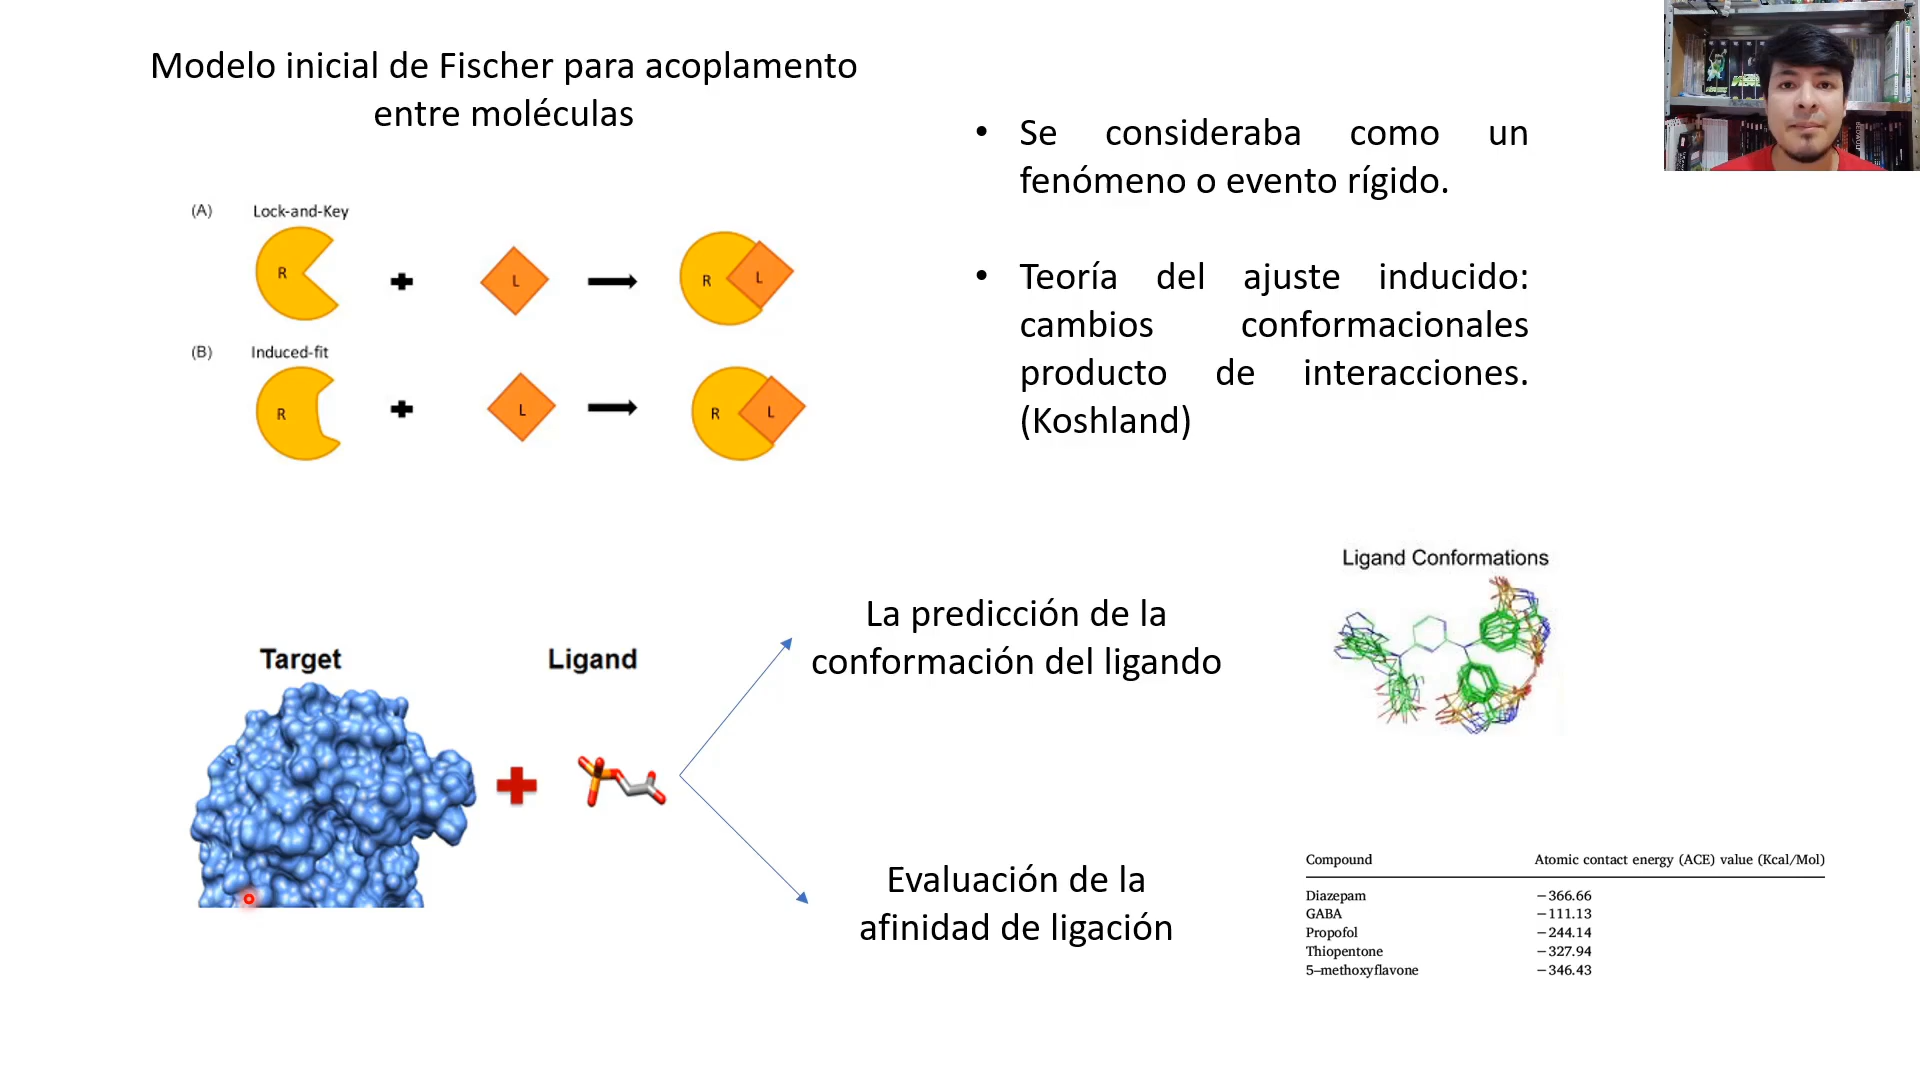 Modelo inicial de Fischer para acoplamento
entre moléculas
(A) Lock-and-Key
R
L
R
L
(B) Induced-fit
R
L
R
L
• Se consideraba como un
fenómeno o evento rígido.
• Teoría del ajuste inducido:
cambios conformacionales
producto de interacciones.
(Koshland)
Target
Ligand
La predicción de la
conformación del ligando
Ligand Conformations
Evaluación de la
afinidad de ligación
Compound Atomic contact energy (ACE) value (Kcal/Mol)
Diazepam −366.66
GABA −111.13
Propofol −244.14
Thiopentone −327.94
5–methoxyflavone −346.43